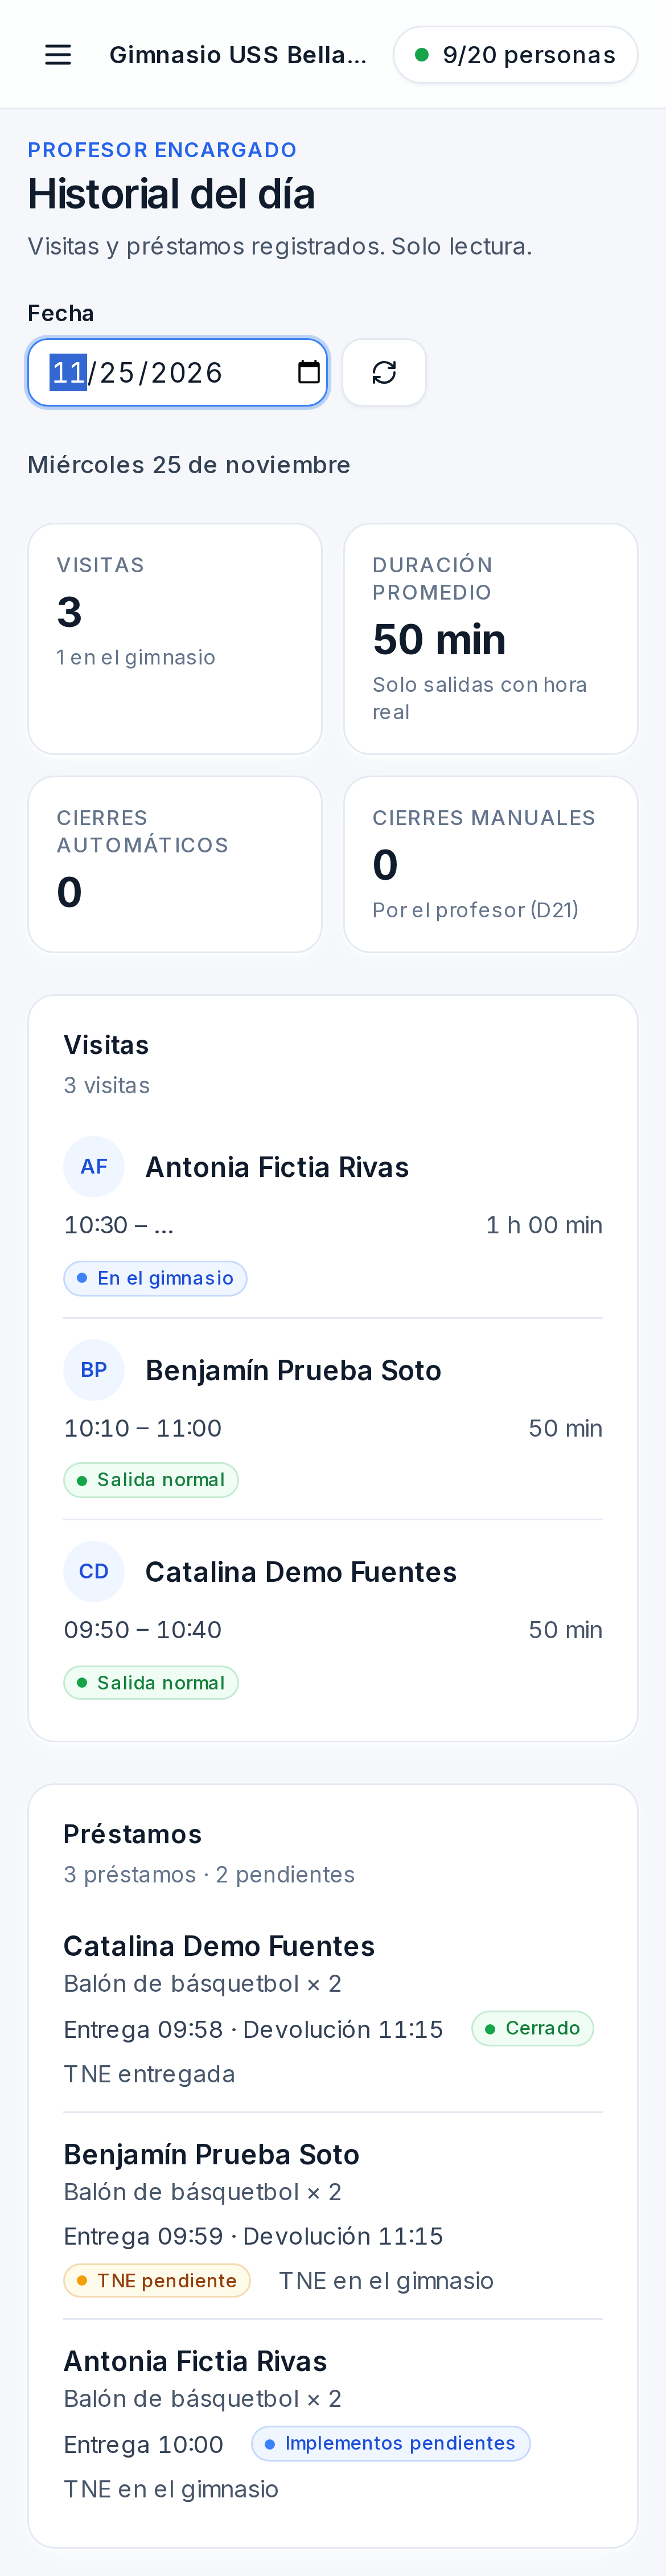 Gimnasio USS Bella...
9/20 personas
PROFESOR ENCARGADO
Historial del día
Visitas y préstamos registrados. Solo lectura.
Fecha
11/25/2026
Miércoles 25 de noviembre
VISITAS
3
1 en el gimnasio
DURACIÓN
PROMEDIO
50 min
Solo salidas con hora
real
CIERRES
AUTOMÁTICOS
0
CIERRES MANUALES
0
Por el profesor (D21)
Visitas
3 visitas
AF
Antonia Fictia Rivas
10:30 – ...
1 h 00 min
En el gimnasio
BP
Benjamín Prueba Soto
10:10 – 11:00
50 min
Salida normal
CD
Catalina Demo Fuentes
09:50 – 10:40
50 min
Salida normal
Préstamos
3 préstamos · 2 pendientes
Catalina Demo Fuentes
Balón de básquetbol × 2
Entrega 09:58 · Devolución 11:15
Cerrado
TNE entregada
Benjamín Prueba Soto
Balón de básquetbol × 2
Entrega 09:59 · Devolución 11:15
TNE pendiente
TNE en el gimnasio
Antonia Fictia Rivas
Balón de básquetbol × 2
Entrega 10:00
Implementos pendientes
TNE en el gimnasio